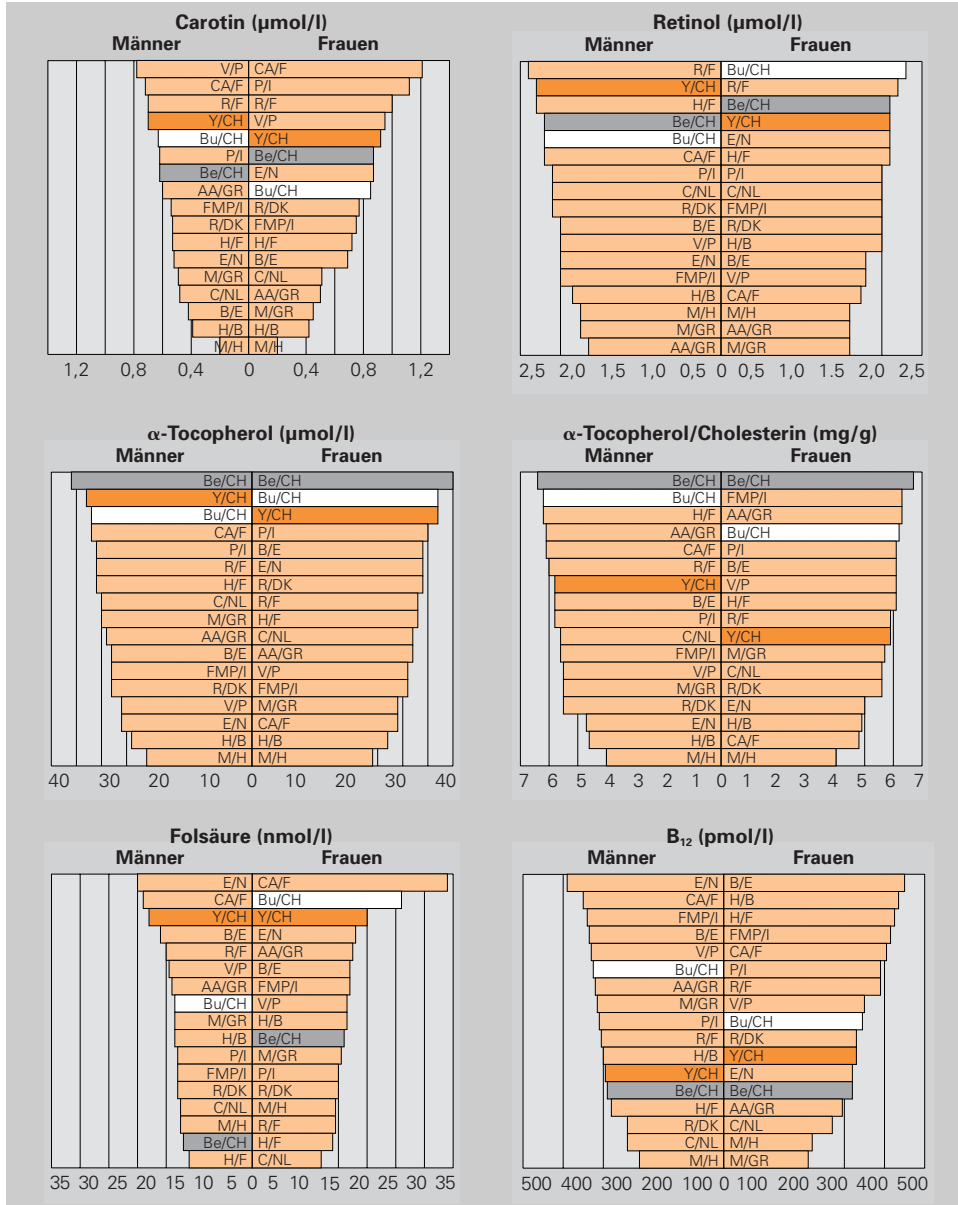 Carotin (µmol/l)
Männer Frauen
V/P CA/F
CA/F P/I
R/F R/F
Y/CH V/P
Bu/CH Y/CH
P/I Be/CH
Be/CH E/N
AA/GR Bu/CH
FMP/I R/DK
R/DK FMP/I
H/F H/F
E/N B/E
M/GR C/NL
C/NL AA/GR
B/E M/GR
H/B H/B
M/H M/H
1,2 0,8 0,4 0 0,4 0,8 1,2
Retinol (µmol/l)
Männer Frauen
R/F Bu/CH
Y/CH R/F
H/F Be/CH
Be/CH Y/CH
Bu/CH E/N
CA/F H/F
P/I P/I
C/NL C/NL
R/DK FMP/I
B/E R/DK
V/P H/B
E/N B/E
FMP/I V/P
H/B CA/F
M/H M/H
M/GR AA/GR
AA/GR M/GR
2,5 2,0 1,5 1,0 0,5 0 0,5 1,0 1.5 2,0 2,5
α-Tocopherol (µmol/l)
Männer Frauen
Be/CH Be/CH
Y/CH Bu/CH
Bu/CH Y/CH
CA/F P/I
P/I B/E
R/F E/N
H/F R/DK
C/NL R/F
M/GR H/F
AA/GR C/NL
B/E AA/GR
FMP/I V/P
R/DK FMP/I
V/P M/GR
E/N CA/F
H/B H/B
M/H M/H
40 30 20 10 0 10 20 30 40
α-Tocopherol/Cholesterin (mg/g)
Männer Frauen
Be/CH Be/CH
Bu/CH FMP/I
H/F AA/GR
AA/GR Bu/CH
CA/F P/I
R/F B/E
Y/CH V/P
B/E H/F
P/I R/F
C/NL Y/CH
FMP/I M/GR
V/P C/NL
M/GR R/DK
R/DK E/N
E/N H/B
H/B CA/F
M/H M/H
7 6 5 4 3 2 1 0 1 2 3 4 5 6 7
Folsäure (nmol/l)
Männer Frauen
E/N CA/F
CA/F Bu/CH
Y/CH Y/CH
B/E E/N
R/F AA/GR
V/P B/E
AA/GR FMP/I
Bu/CH V/P
M/GR H/B
H/B Be/CH
P/I M/GR
FMP/I P/I
R/DK R/DK
C/NL M/H
M/H R/F
Be/CH H/F
H/F C/NL
35 30 25 20 15 10 5 0 5 10 15 20 25 30 35
B₁₂ (pmol/l)
Männer Frauen
E/N B/E
CA/F H/B
FMP/I H/F
B/E FMP/I
V/P CA/F
Bu/CH P/I
AA/GR R/F
M/GR V/P
P/I Bu/CH
R/F R/DK
H/B Y/CH
Y/CH E/N
Be/CH Be/CH
H/F AA/GR
R/DK C/NL
C/NL M/H
M/H M/GR
500 400 300 200 100 0 100 200 300 400 500